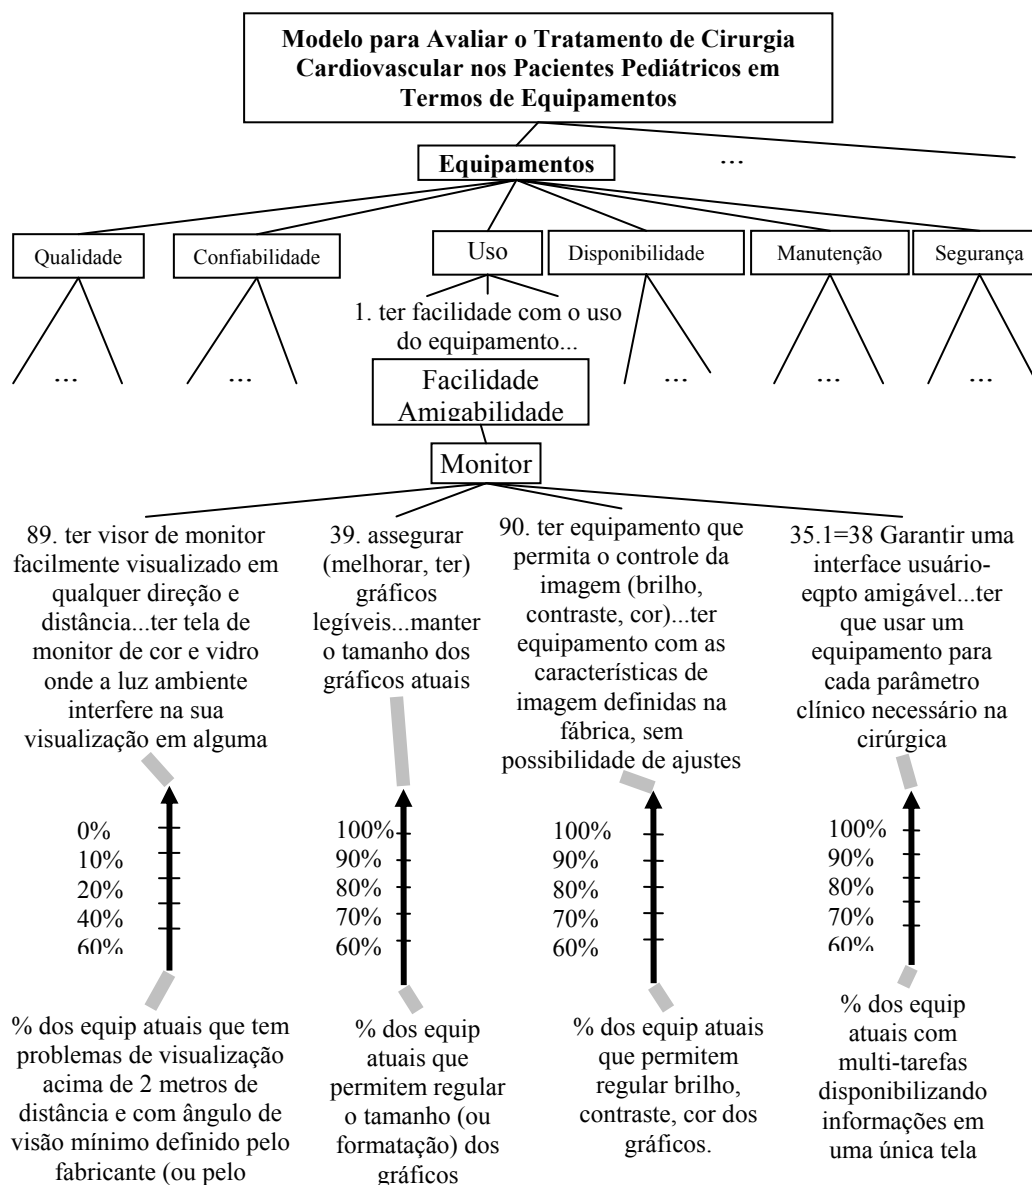 Modelo para Avaliar o Tratamento de Cirurgia
Cardiovascular nos Pacientes Pediátricos em
Termos de Equipamentos
Equipamentos
...
Qualidade
Confiabilidade
Uso
Disponibilidade
Manutenção
Segurança
1. ter facilidade com o uso
do equipamento...
...
...
...
...
...
Facilidade
Amigabilidade
Monitor
89. ter visor de monitor
facilmente visualizado em
qualquer direção e
distância...ter tela de
monitor de cor e vidro
onde a luz ambiente
interfere na sua
visualização em alguma
39. assegurar
(melhorar, ter)
gráficos
legíveis...manter
o tamanho dos
gráficos atuais
90. ter equipamento que
permita o controle da
imagem (brilho,
contraste, cor)...ter
equipamento com as
características de
imagem definidas na
fábrica, sem
possibilidade de ajustes
35.1=38 Garantir uma
interface usuário-
eqpto amigável...ter
que usar um
equipamento para
cada parâmetro
clínico necessário na
cirúrgica
0%
10%
20%
40%
60%
100%
90%
80%
70%
60%
100%
90%
80%
70%
60%
100%
90%
80%
70%
60%
% dos equip atuais que tem
problemas de visualização
acima de 2 metros de
distância e com ângulo de
visão mínimo definido pelo
fabricante (ou pelo
% dos equip
atuais que
permitem regular
o tamanho (ou
formatação) dos
gráficos
% dos equip atuais
que permitem
regular brilho,
contraste, cor dos
gráficos.
% dos equip
atuais com
multi-tarefas
disponibilizando
informações em
uma única tela